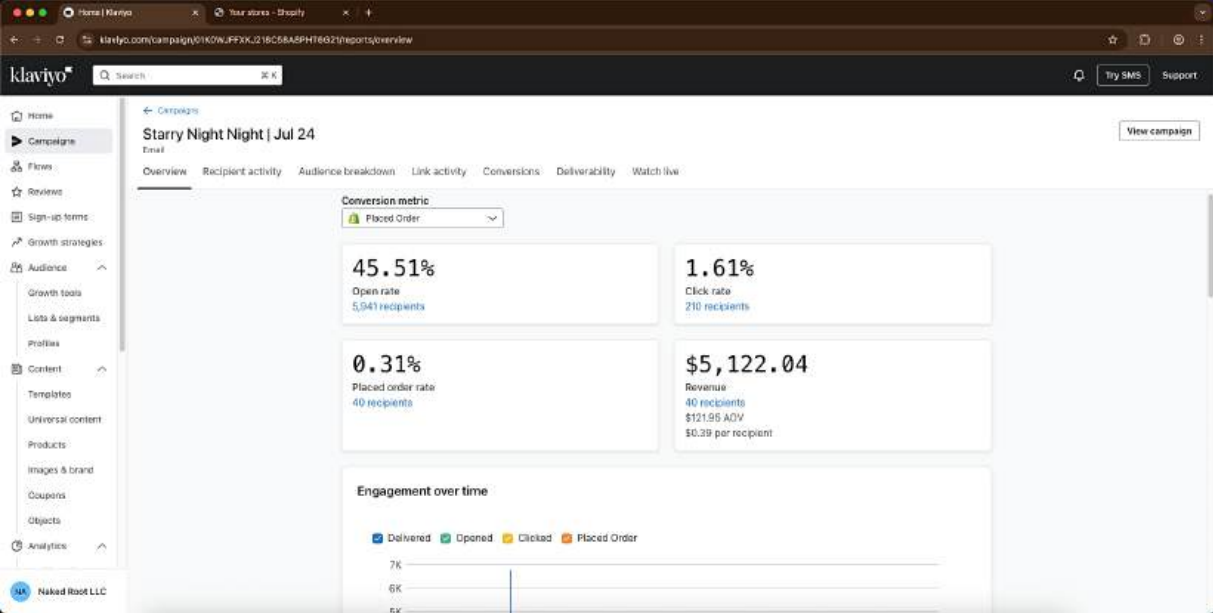 Home | Klaviyo
Your stores - Shopify
klaviyo.com/campaign/01K0WJFFXKJ218C58A8PHT6G21/reports/overview
klaviyo
Search
⌘ K
Try SMS
Support
Home
Campaigns
Flows
Reviews
Sign-up forms
Growth strategies
Audience
Growth tools
Lists & segments
Profiles
Content
Templates
Universal content
Products
Images & brand
Coupons
Objects
Analytics
NA
Naked Root LLC
← Campaigns
Starry Night Night | Jul 24
Email
View campaign
Overview Recipient activity Audience breakdown Link activity Conversions Deliverability Watch live
Conversion metric
Placed Order
45.51%
Open rate
5,941 recipients
1.61%
Click rate
210 recipients
0.31%
Placed order rate
40 recipients
$5,122.04
Revenue
40 recipients
$121.95 AOV
$0.39 per recipient
Engagement over time
Delivered Opened Clicked Placed Order
7K
6K
5K